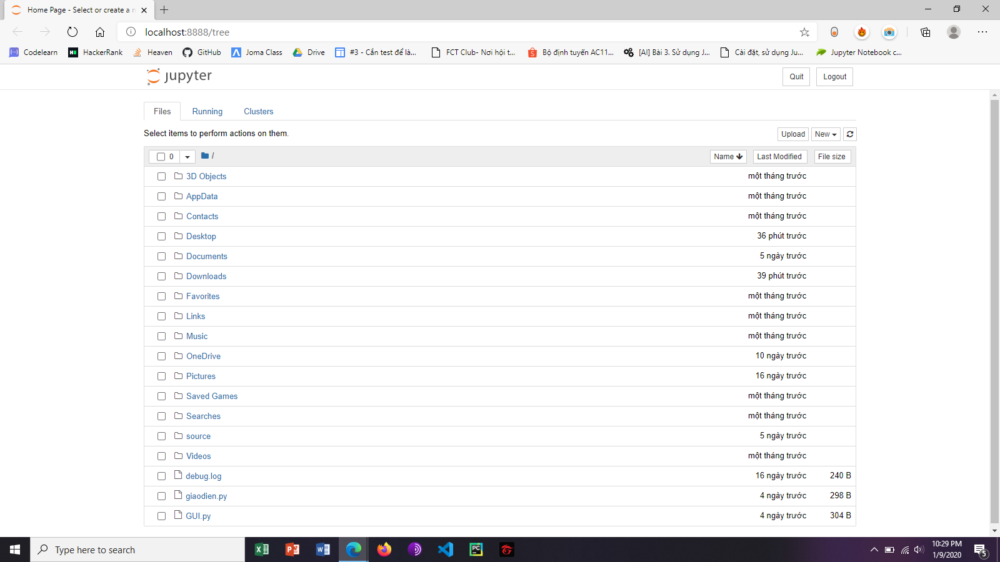 Home Page - Select or create a n
localhost:8888/tree
Codelearn HackerRank Heaven GitHub Joma Class Drive #3 - Cắn test để là... FCT Club- Nơi hội t... Bộ định tuyến AC11... [AI] Bài 3. Sử dụng J... Cài đặt, sử dụng Ju... Jupyter Notebook c...
jupyter Quit Logout
Files Running Clusters
Select items to perform actions on them. Upload New
0 / Name Last Modified File size
3D Objects một tháng trước
AppData một tháng trước
Contacts một tháng trước
Desktop 36 phút trước
Documents 5 ngày trước
Downloads 39 phút trước
Favorites một tháng trước
Links một tháng trước
Music một tháng trước
OneDrive 10 ngày trước
Pictures 16 ngày trước
Saved Games một tháng trước
Searches một tháng trước
source 5 ngày trước
Videos một tháng trước
debug.log 16 ngày trước 240 B
giaodien.py 4 ngày trước 298 B
GUI.py 4 ngày trước 304 B
Type here to search
10:29 PM
1/9/2020
5